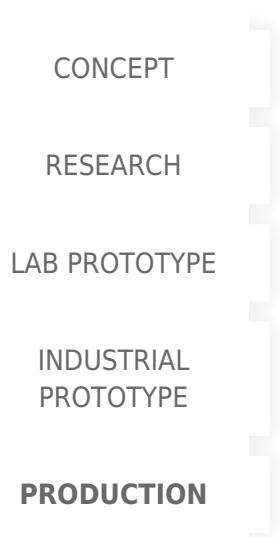 CONCEPT
RESEARCH
LAB PROTOTYPE
INDUSTRIAL
PROTOTYPE
PRODUCTION